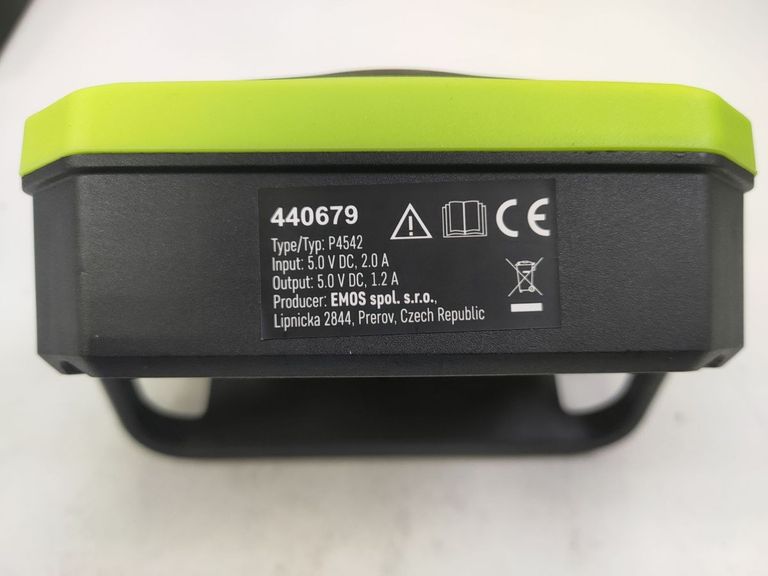 440679
Type/Typ: P4542
Input: 5.0 V DC, 2.0 A
Output: 5.0 V DC, 1.2 A
Producer: EMOS spol. s.r.o.,
Lipnicka 2844, Prerov, Czech Republic
CE